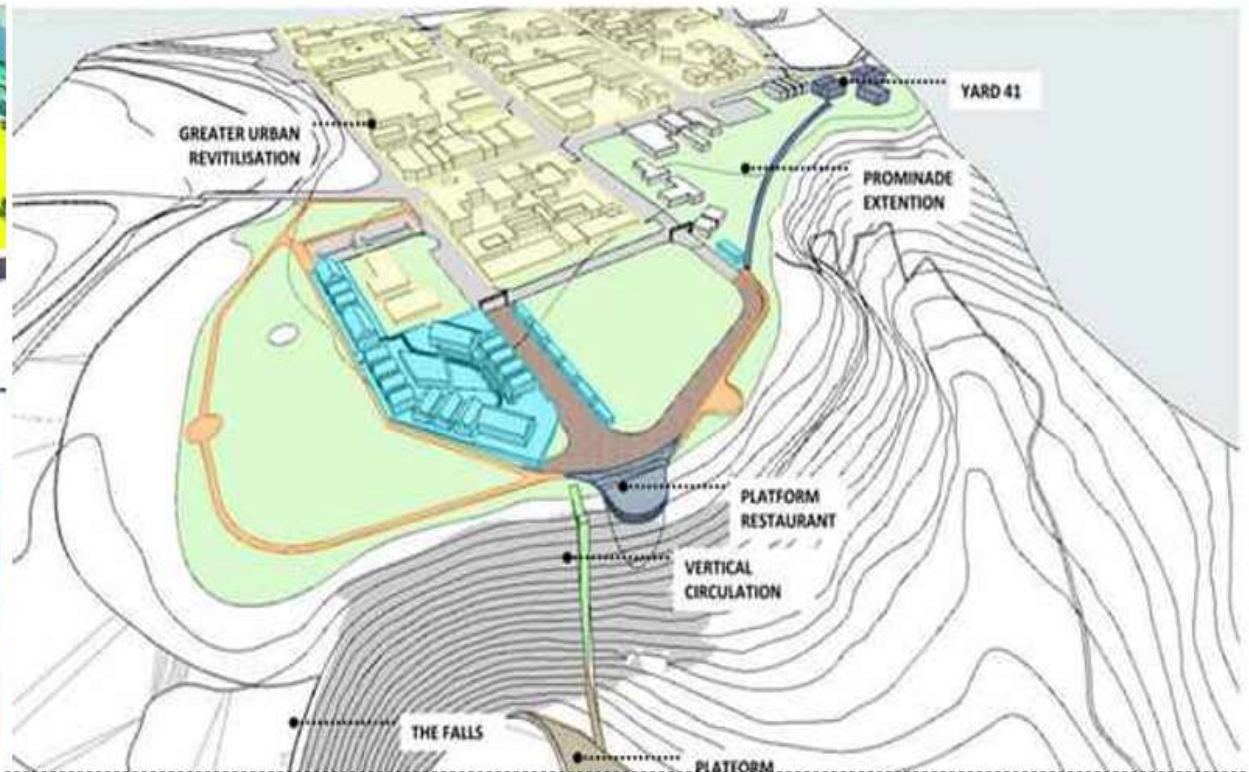 YARD 41
GREATER URBAN
REVITILISATION
PROMINADE
EXTENTION
PLATFORM
RESTAURANT
VERTICAL
CIRCULATION
THE FALLS
PLATFORM